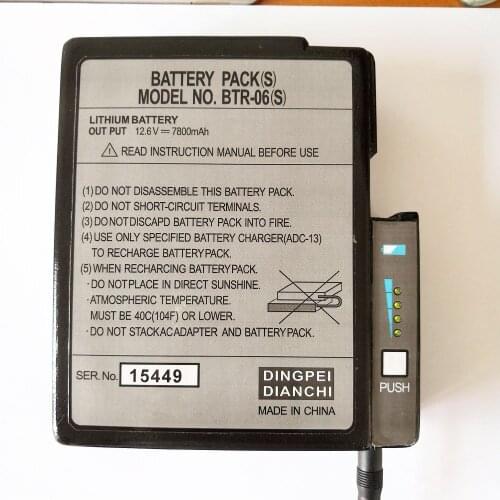 BATTERY PACK(S)
MODEL NO. BTR-06(S)
LITHIUM BATTERY
OUT PUT 12.6V⎓7800mAh
READ INSTRUCTION MANUAL BEFORE USE
(1) DO NOT DISASSEMBLE THIS BATTERY PACK.
(2) DO NOT SHORT-CIRCUIT TERMINALS.
(3) DO NOT DISCAPD BATTERY PACK INTO FIRE.
(4) USE ONLY SPECIFIED BATTERY CHARGER(ADC-13)
TO RECHARGE BATTERY PACK.
(5) WHEN RECHARCING BATTERY PACK.
·DO NOT PLACE IN DIRECT SUNSHINE.
·ATMOSPHERIC TEMPERATURE.
MUST BE 40C(104F) OR LOWER.
·DO NOT STACKACADAPTER AND BATTERY PACK.
SER. No. 15449
DINGPEI
DIANCHI
MADE IN CHINA
PUSH